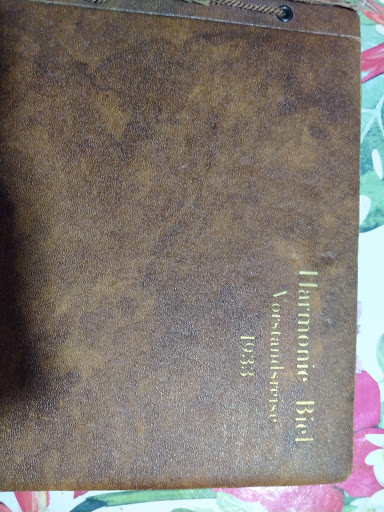 Harmonie Biel
Vorstandsreise
1933